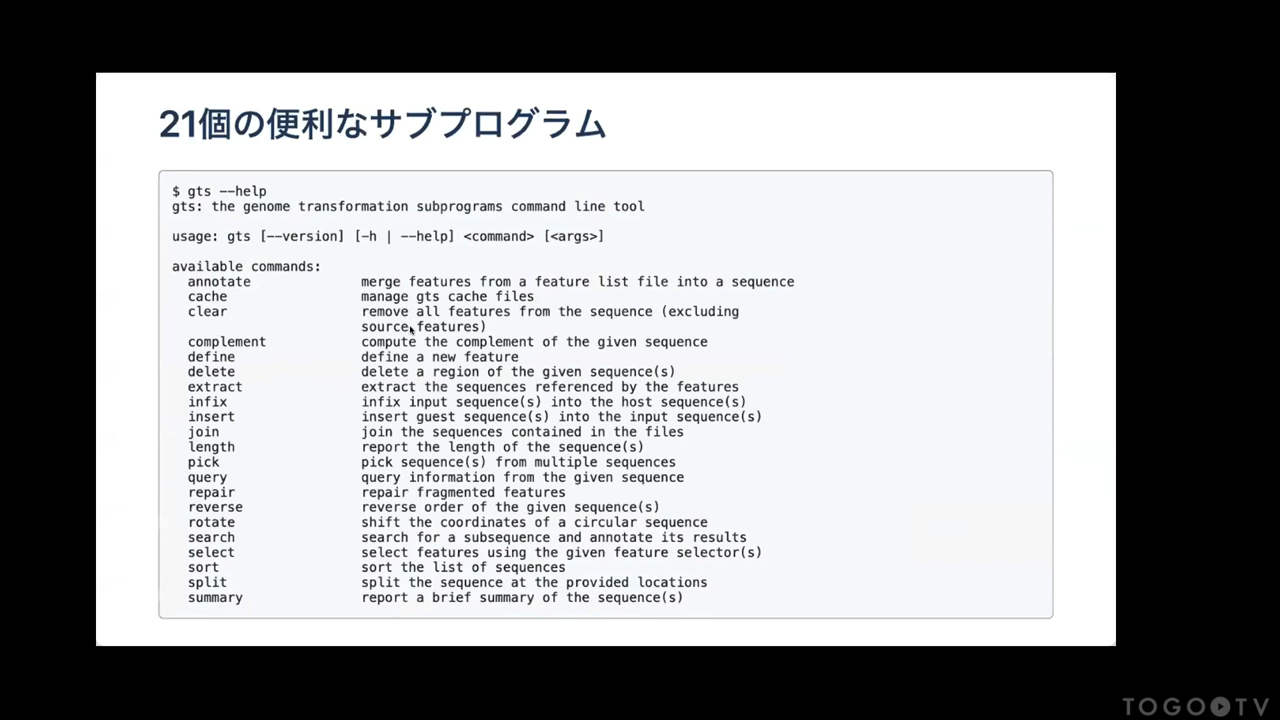 21個の便利なサブプログラム
$ gts --help
gts: the genome transformation subprograms command line tool
usage: gts [--version] [-h | --help] <command> [<args>]
available commands:
annotate merge features from a feature list file into a sequence
cache manage gts cache files
clear remove all features from the sequence (excluding
source features)
complement compute the complement of the given sequence
define define a new feature
delete delete a region of the given sequence(s)
extract extract the sequences referenced by the features
infix infix input sequence(s) into the host sequence(s)
insert insert guest sequence(s) into the input sequence(s)
join join the sequences contained in the files
length report the length of the sequence(s)
pick pick sequence(s) from multiple sequences
query query information from the given sequence
repair repair fragmented features
reverse reverse order of the given sequence(s)
rotate shift the coordinates of a circular sequence
search search for a subsequence and annotate its results
select select features using the given feature selector(s)
sort sort the list of sequences
split split the sequence at the provided locations
summary report a brief summary of the sequence(s)
TOGO TV